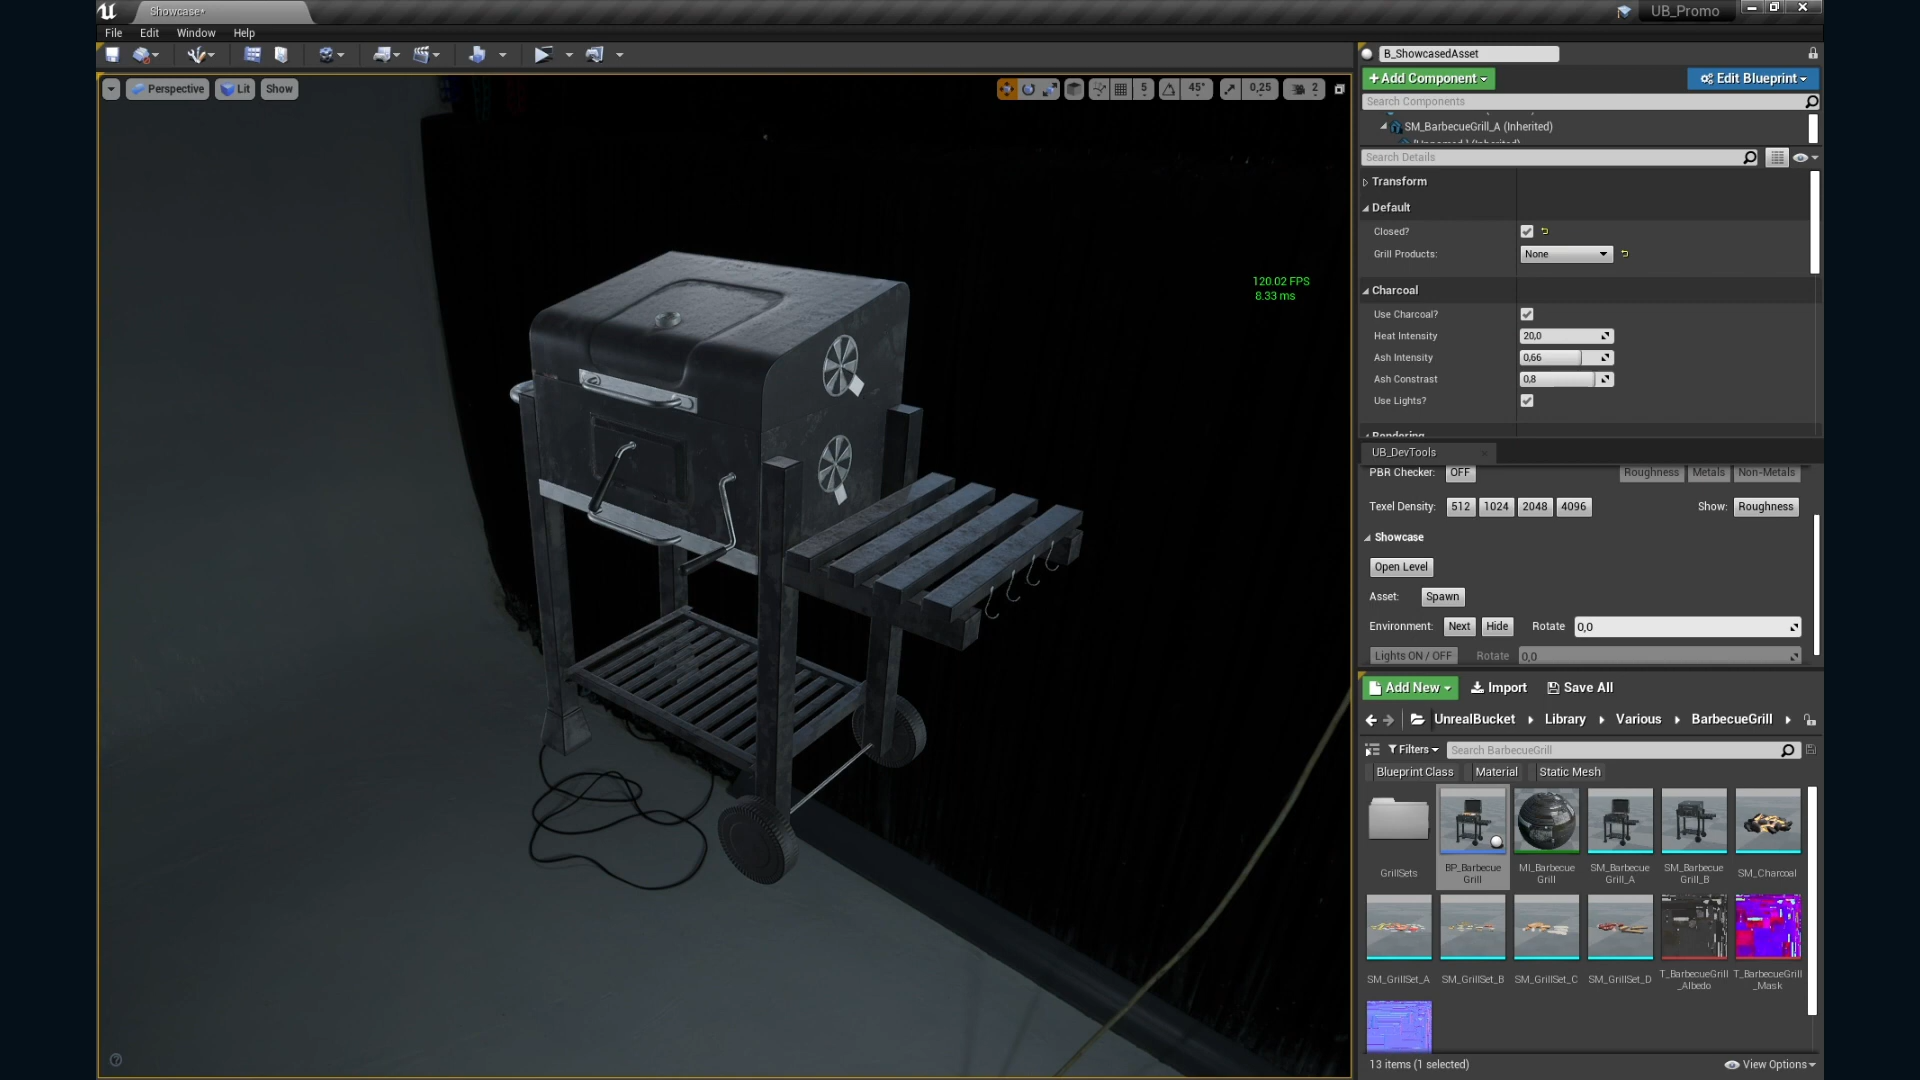 Showcase*
UB_Promo
File Edit Window Help
Perspective Lit Show
5 45° 0,25 2
120.02 FPS
8.33 ms
B_ShowcasedAsset
+Add Component
Edit Blueprint
Search Components
SM_BarbecueGrill_A (Inherited)
Search Details
Transform
Default
Closed?
Grill Products: None
Charcoal
Use Charcoal?
Heat Intensity 20,0
Ash Intensity 0,66
Ash Constrast 0,8
Use Lights?
Rendering
UB_DevTools
PBR Checker: OFF Roughness Metals Non-Metals
Texel Density: 512 1024 2048 4096 Show: Roughness
Showcase
Open Level
Asset: Spawn
Environment: Next Hide Rotate 0,0
Lights ON / OFF Rotate 0,0
Add New Import Save All
UnrealBucket Library Various BarbecueGrill
Filters Search BarbecueGrill
Blueprint Class Material Static Mesh
GrillSets
BP_Barbecue
Grill
MI_Barbecue
Grill
SM_Barbecue
Grill_A
SM_Barbecue
Grill_B
SM_Charcoal
SM_GrillSet_A
SM_GrillSet_B
SM_GrillSet_C
SM_GrillSet_D
T_BarbecueGrill
_Albedo
T_BarbecueGrill
_Mask
13 items (1 selected)
View Options